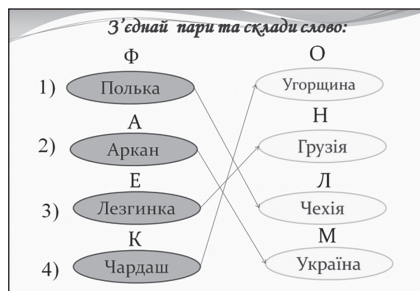 З'єднай пари та склади слово:
Ф О
1) Полька Угорщина
А Н
2) Аркан Грузія
Е Л
3) Лезгинка Чехія
К М
4) Чардаш Україна